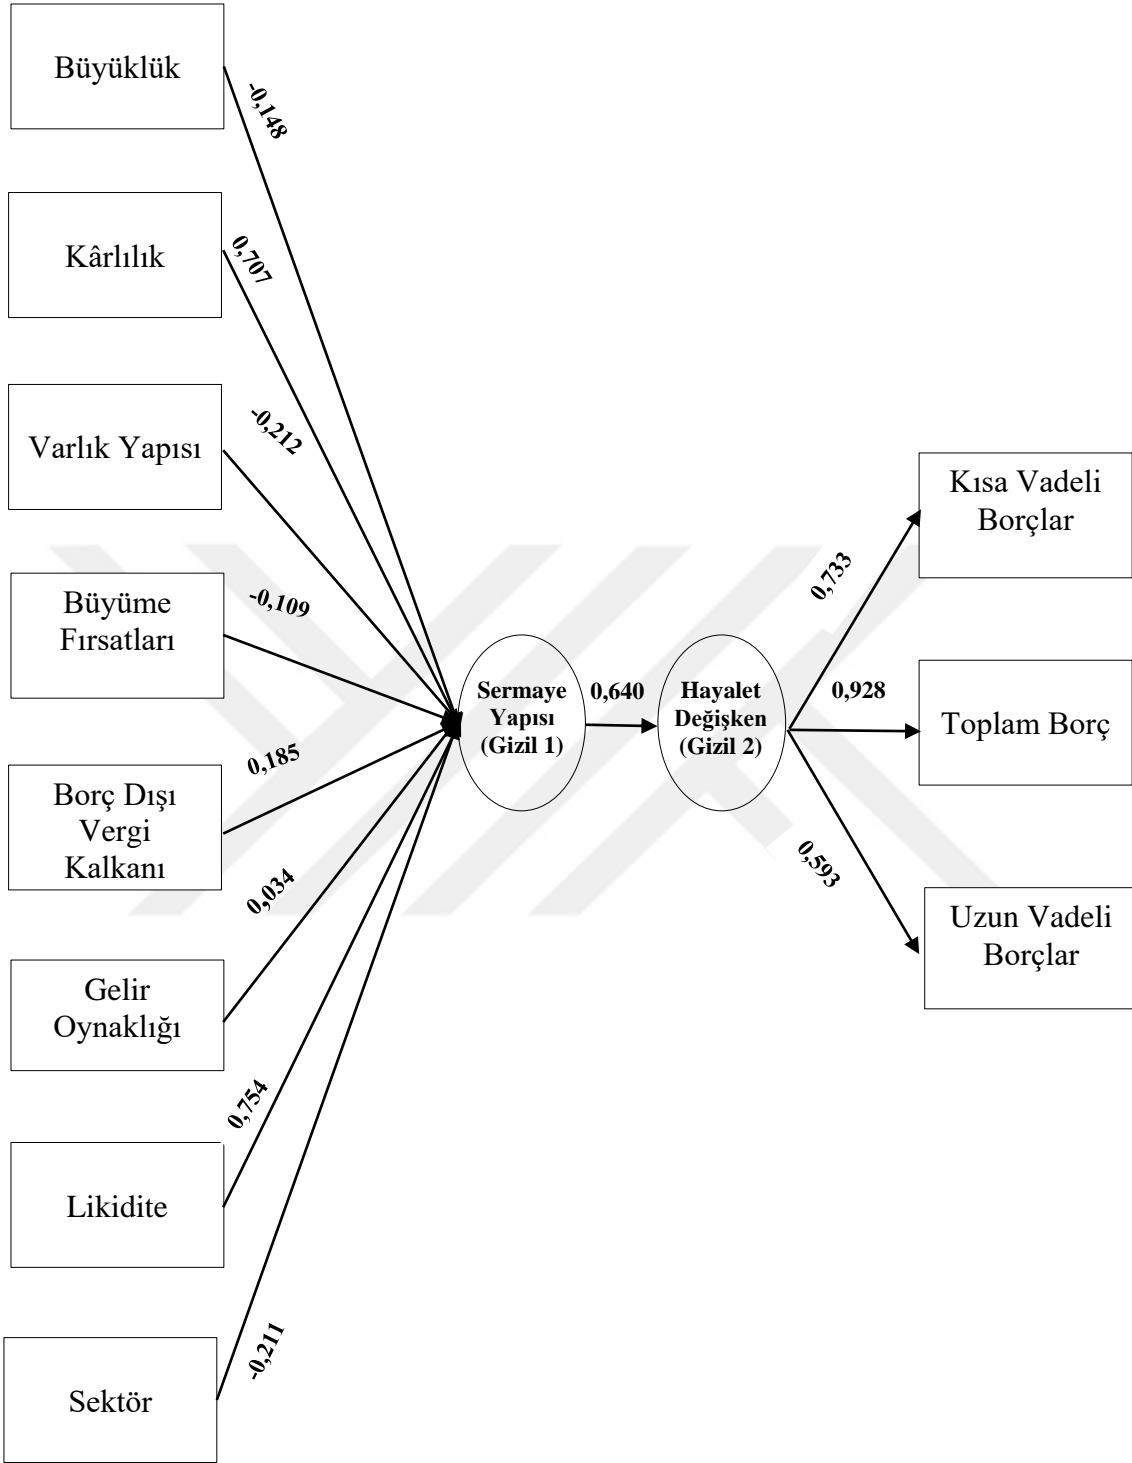 Büyüklük
-0,148
Kârlılık
0,707
Varlık Yapısı
-0,212
Büyüme
Fırsatları
-0,109
Borç Dışı
Vergi
Kalkanı
0,185
Gelir
Oynaklığı
0,034
Likidite
0,754
Sektör
-0,211
Sermaye
Yapısı
(Gizil 1)
0,640
Hayalet
Değişken
(Gizil 2)
0,733
0,928
0,593
Kısa Vadeli
Borçlar
Toplam Borç
Uzun Vadeli
Borçlar